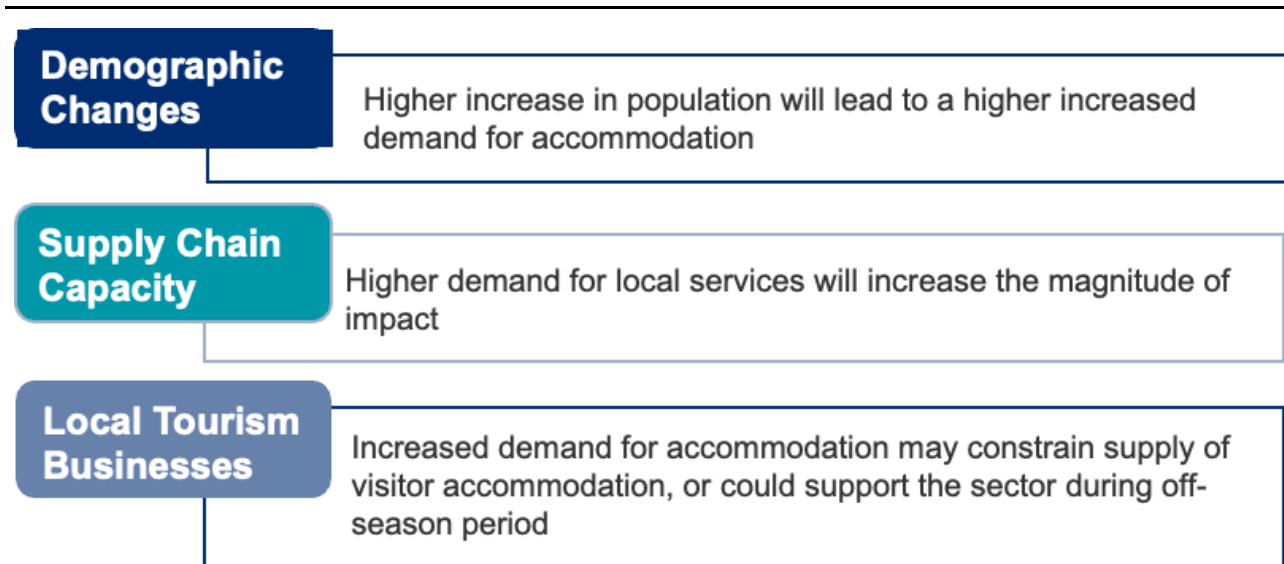 Demographic
Changes
Higher increase in population will lead to a higher increased
demand for accommodation
Supply Chain
Capacity
Higher demand for local services will increase the magnitude of
impact
Local Tourism
Businesses
Increased demand for accommodation may constrain supply of
visitor accommodation, or could support the sector during off-
season period